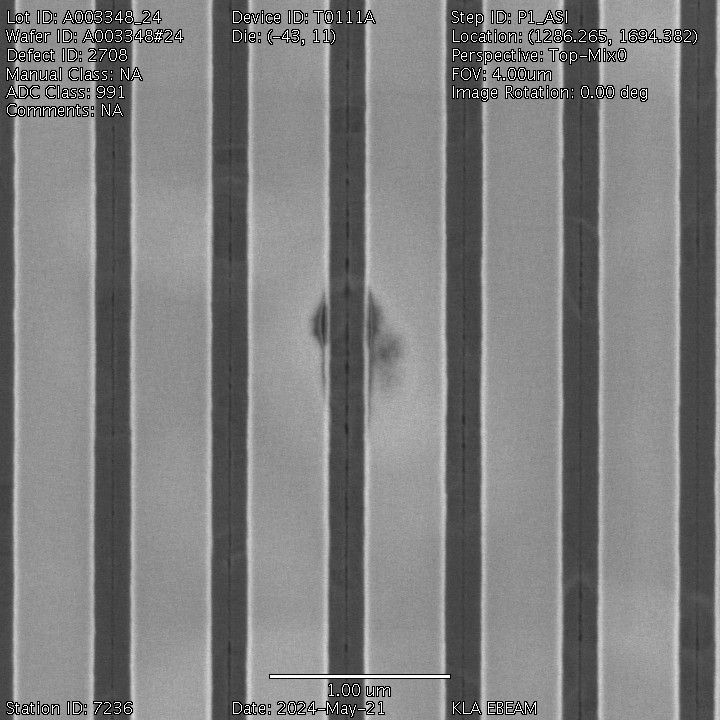 Lot ID: A003348_24
Wafer ID: A003348#24
Defect ID: 2708
Manual Class: NA
ADC Class: 991
Comments: NA
Device ID: T0111A
Die: (-43, 11)
Step ID: P1_ASI
Location: (1286.265, 1694.382)
Perspective: Top-Mix0
FOV: 4.00um
Image Rotation: 0.00 deg
1.00 um
Station ID: 7236
Date: 2024-May-21
KLA EBEAM